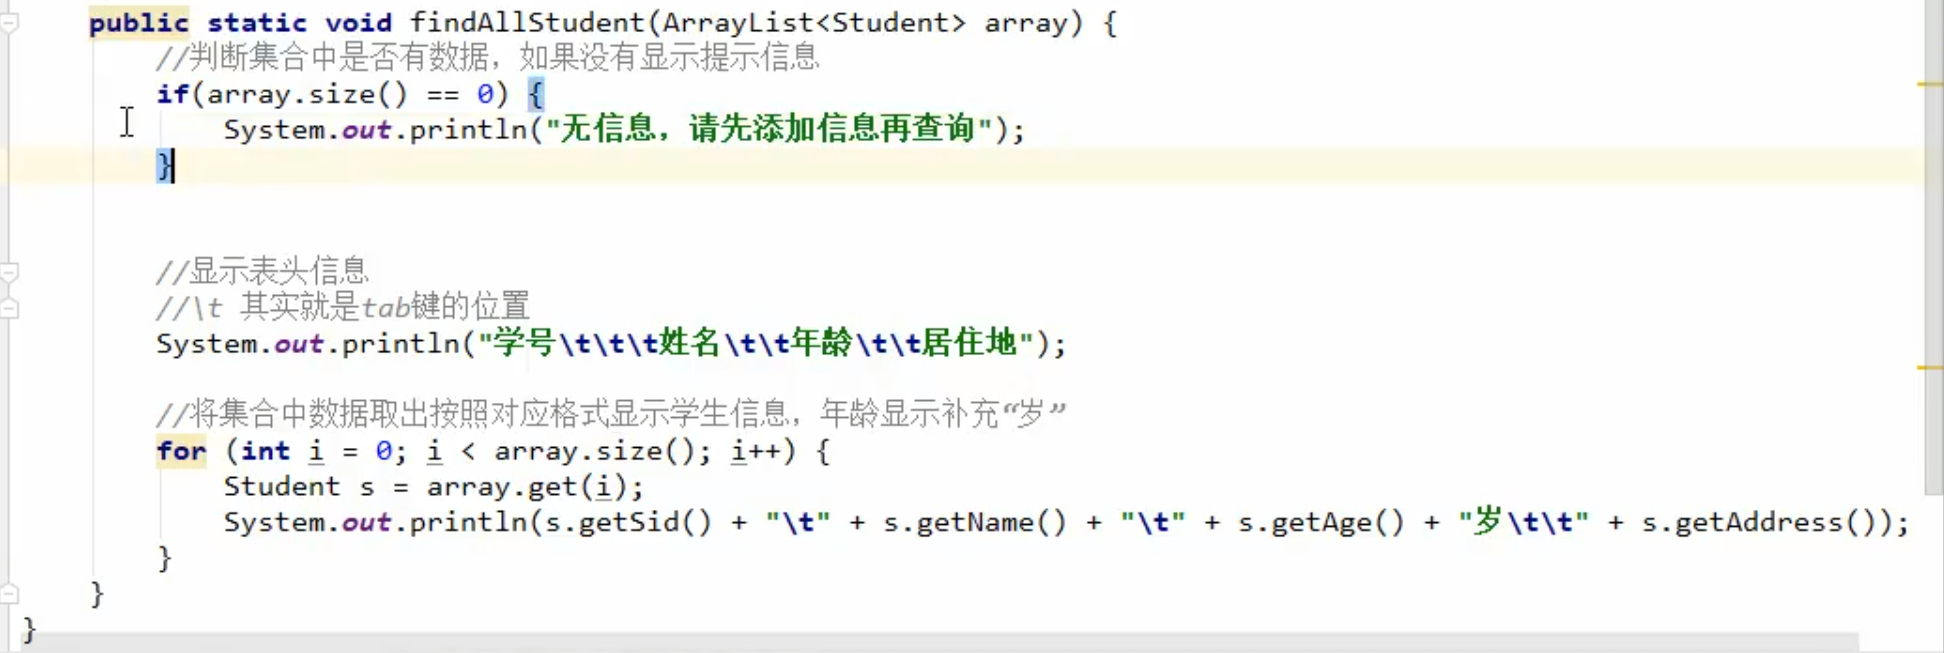 public static void findAllStudent(ArrayList<Student> array) {
//判断集合中是否有数据，如果没有显示提示信息
if(array.size() == 0) {
System.out.println("无信息，请先添加信息再查询");
}
//显示表头信息
//\t 其实就是tab键的位置
System.out.println("学号\t\t\t姓名\t\t年龄\t\t居住地");
//将集合中数据取出按照对应格式显示学生信息，年龄显示补充“岁”
for (int i = 0; i < array.size(); i++) {
Student s = array.get(i);
System.out.println(s.getSid() + "\t" + s.getName() + "\t" + s.getAge() + "岁\t\t" + s.getAddress());
}
}
}